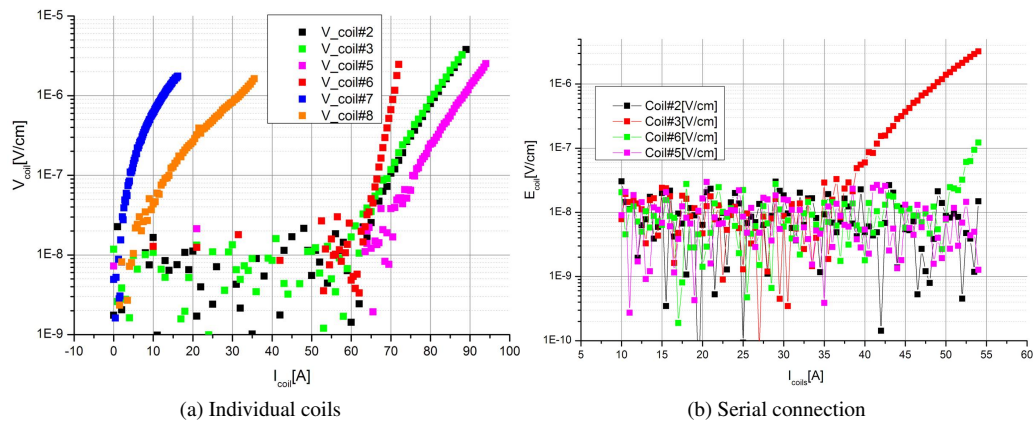 1E-5
1E-6
1E-7
1E-8
1E-9
V_coil[V/cm]
V_coil#2
V_coil#3
V_coil#5
V_coil#6
V_coil#7
V_coil#8
-10 0 10 20 30 40 50 60 70 80 90 100
I_coil[A]
(a) Individual coils
1E-6
1E-7
1E-8
1E-9
1E-10
E_coil[V/cm]
Coil#2[V/cm]
Coil#3[V/cm]
Coil#6[V/cm]
Coil#5[V/cm]
5 10 15 20 25 30 35 40 45 50 55 60
I_coils[A]
(b) Serial connection